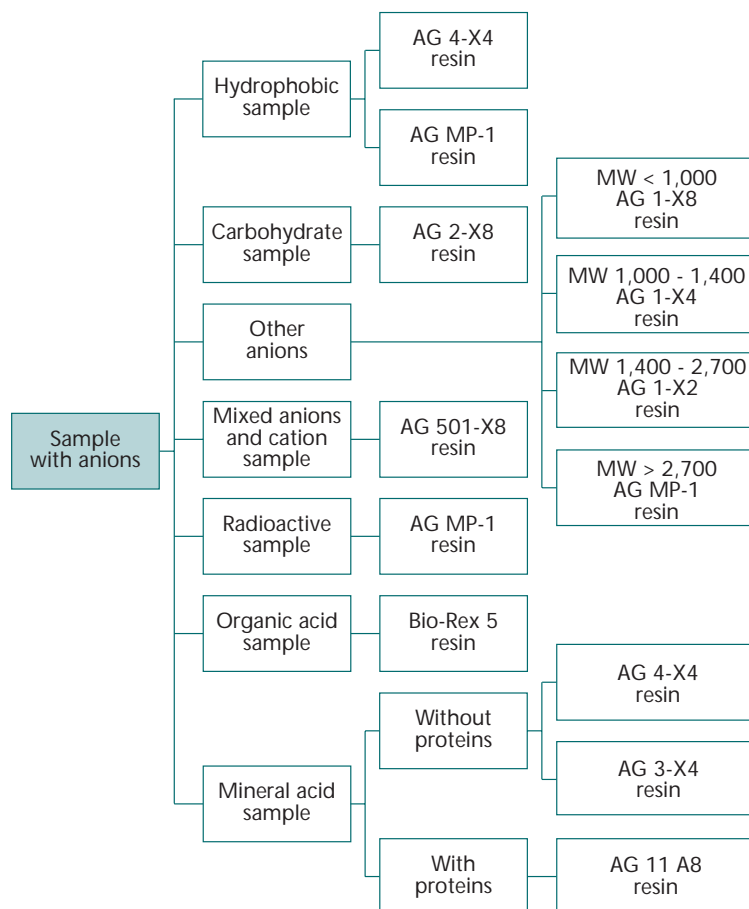 Sample
with anions
Hydrophobic
sample
AG 4-X4
resin
AG MP-1
resin
Carbohydrate
sample
AG 2-X8
resin
Other
anions
MW < 1,000
AG 1-X8
resin
MW 1,000 - 1,400
AG 1-X4
resin
MW 1,400 - 2,700
AG 1-X2
resin
MW > 2,700
AG MP-1
resin
Mixed anions
and cation
sample
AG 501-X8
resin
Radioactive
sample
AG MP-1
resin
Organic acid
sample
Bio-Rex 5
resin
Mineral acid
sample
Without
proteins
AG 4-X4
resin
AG 3-X4
resin
With
proteins
AG 11 A8
resin